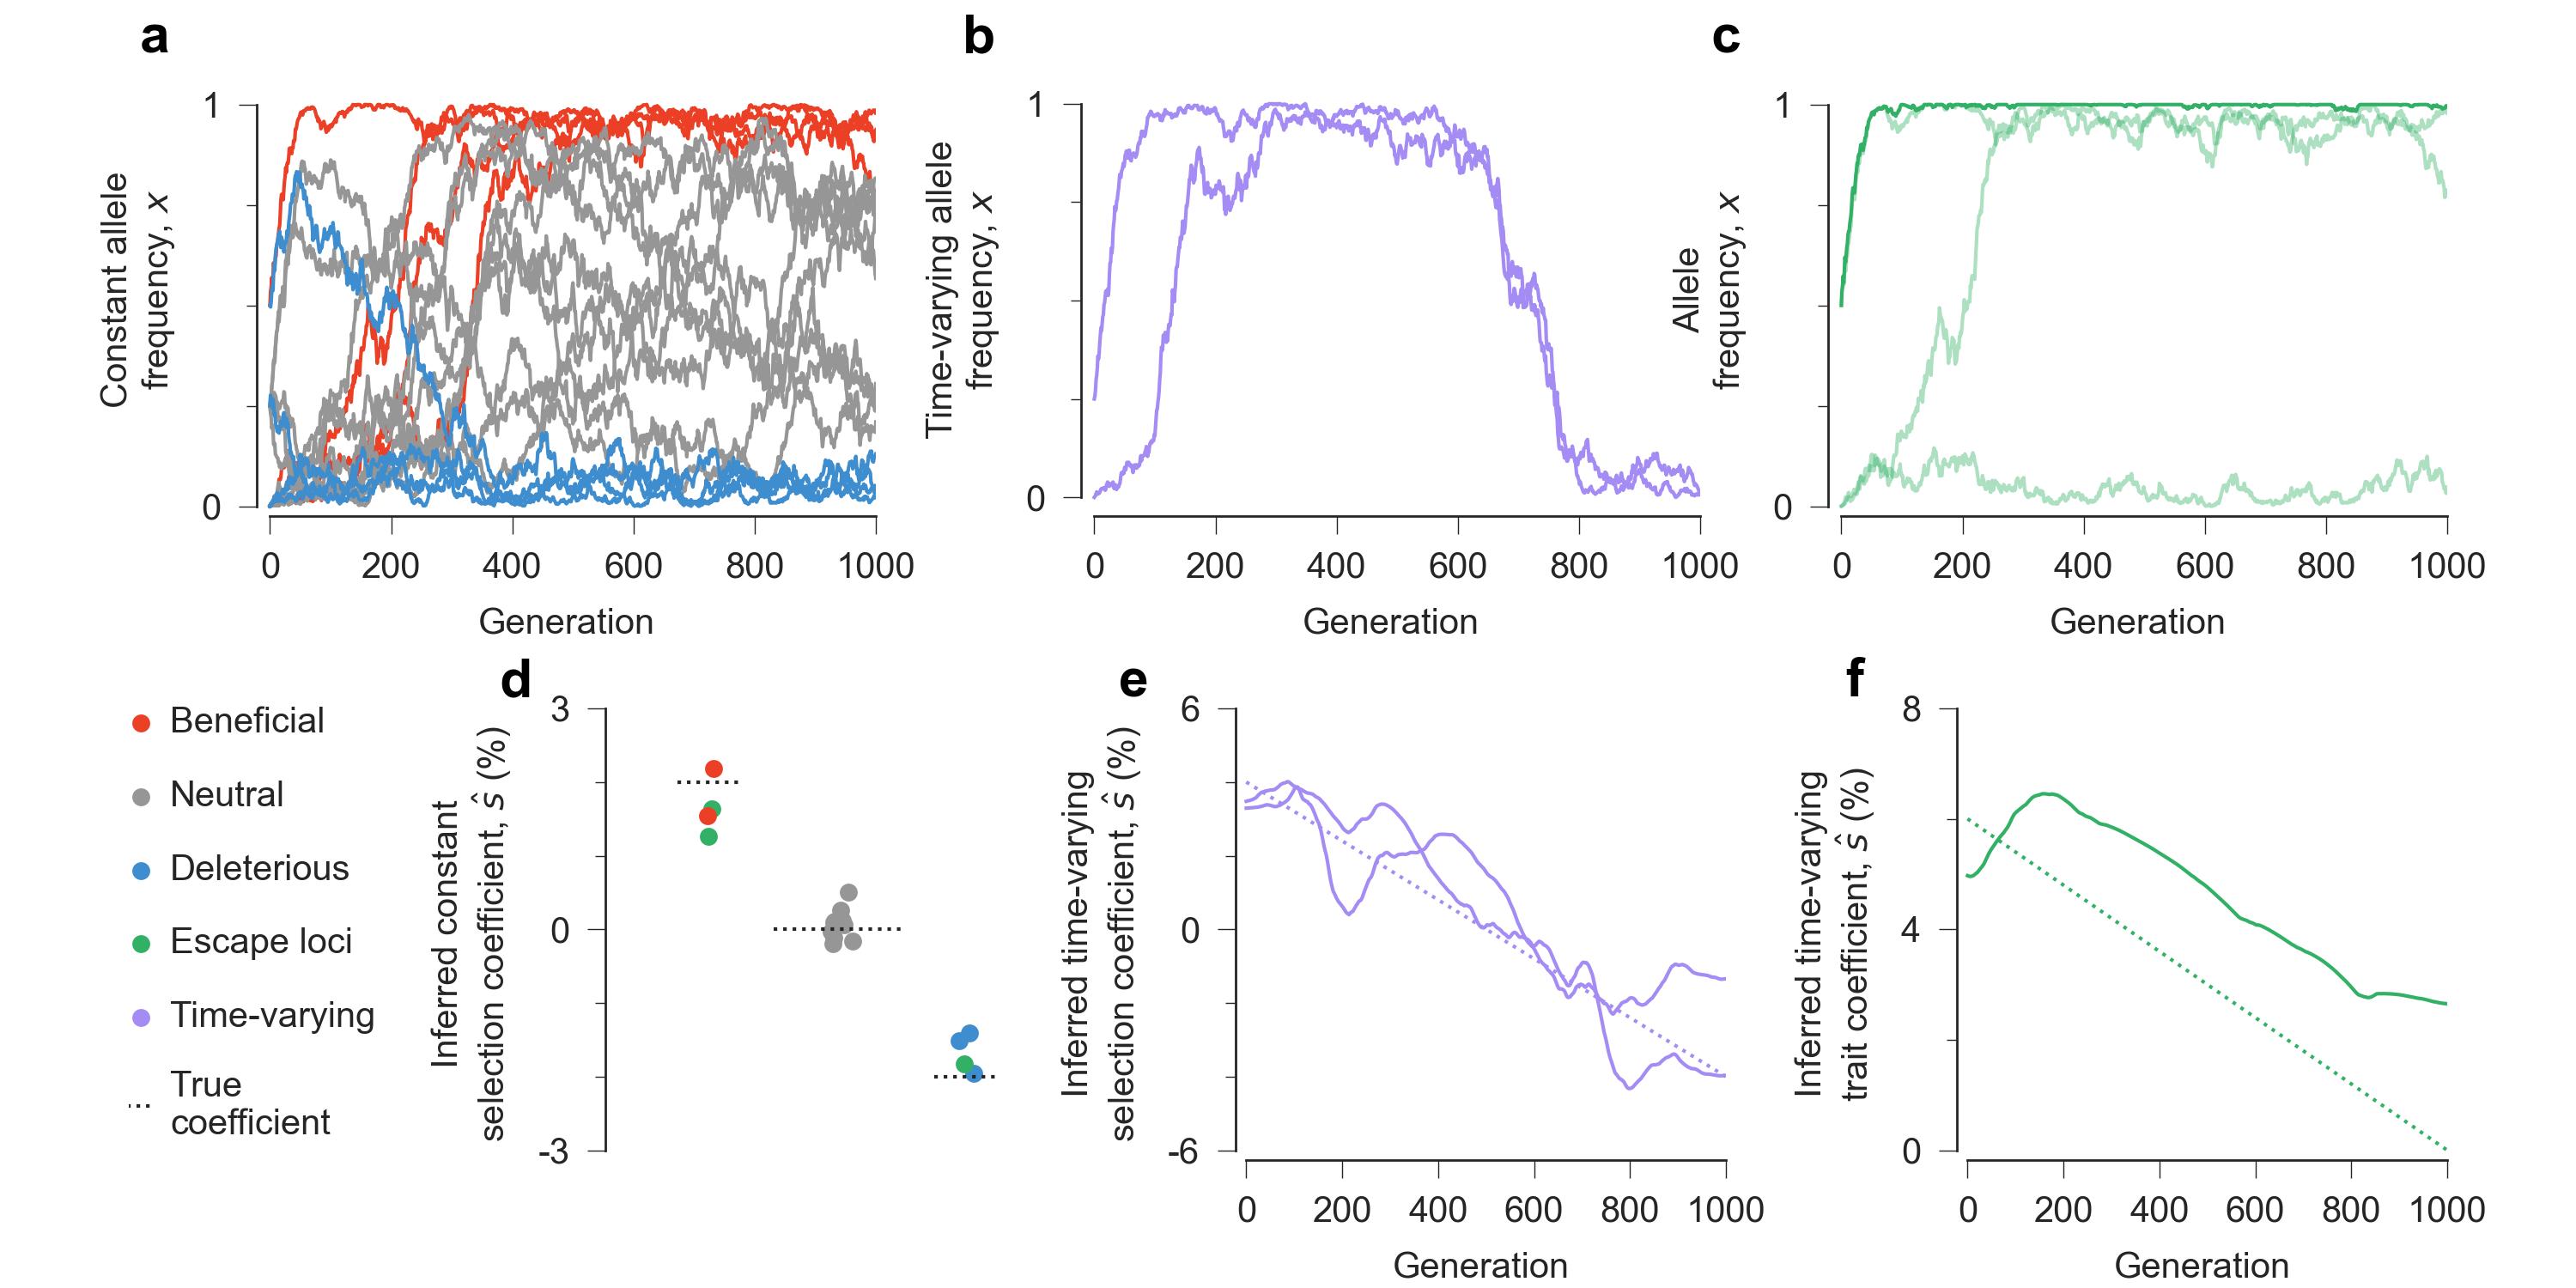 a
1
0
Constant allele
frequency, x
0 200 400 600 800 1000
Generation
b
1
0
Time-varying allele
frequency, x
0 200 400 600 800 1000
Generation
c
1
0
Allele
frequency, x
0 200 400 600 800 1000
Generation
Beneficial
Neutral
Deleterious
Escape loci
Time-varying
True
coefficient
d
3
0
-3
Inferred constant
selection coefficient, ŝ (%)
e
6
0
-6
Inferred time-varying
selection coefficient, ŝ (%)
0 200 400 600 800 1000
Generation
f
8
4
0
Inferred time-varying
trait coefficient, ŝ (%)
0 200 400 600 800 1000
Generation